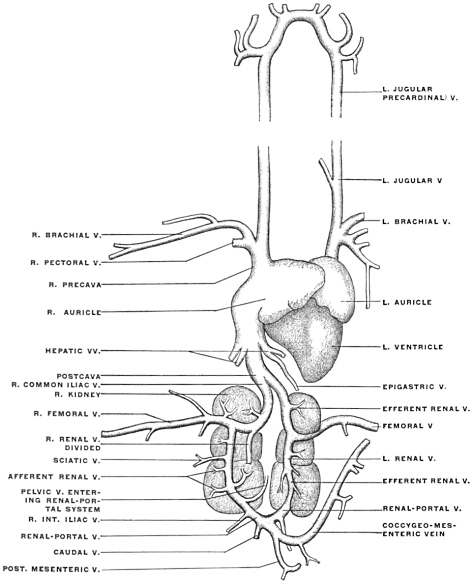 L. JUGULAR
PRECARDINAL) V.
L. JUGULAR V
L. BRACHIAL V.
R. BRACHIAL V.
R. PECTORAL V.
R. PRECAVA
L. AURICLE
R. AURICLE
L. VENTRICLE
HEPATIC VV.
POSTCAVA
R. COMMON ILIAC V.
EPIGASTRIC V.
R. KIDNEY
EFFERENT RENAL V.
R. FEMORAL V.
FEMORAL V
R. RENAL V.
DIVIDED
L. RENAL V.
SCIATIC V.
AFFERENT RENAL V.
EFFERENT RENAL V.
PELVIC V. ENTER-
ING RENAL-POR-
TAL SYSTEM
RENAL-PORTAL V.
R. INT. ILIAC V.
COCCYGEO-MES-
ENTERIC VEIN
RENAL-PORTAL V.
CAUDAL V.
POST. MESENTERIC V.